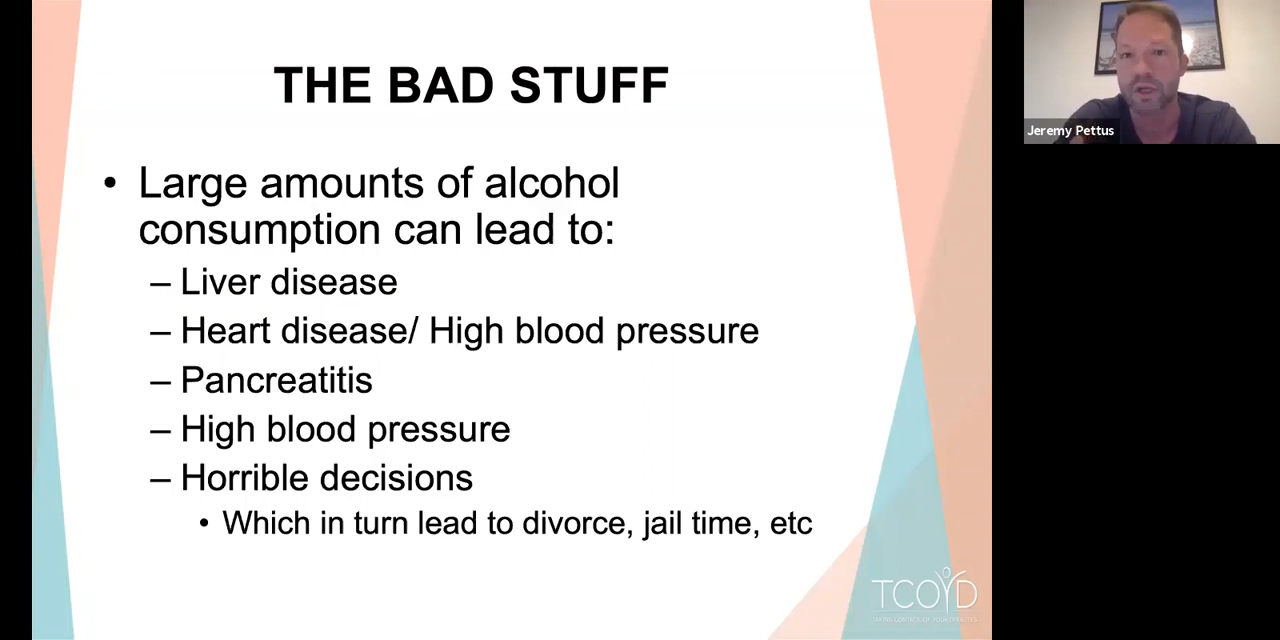 THE BAD STUFF
• Large amounts of alcohol
consumption can lead to:
– Liver disease
– Heart disease/ High blood pressure
– Pancreatitis
– High blood pressure
– Horrible decisions
• Which in turn lead to divorce, jail time, etc
TCOYD
Jeremy Pettus